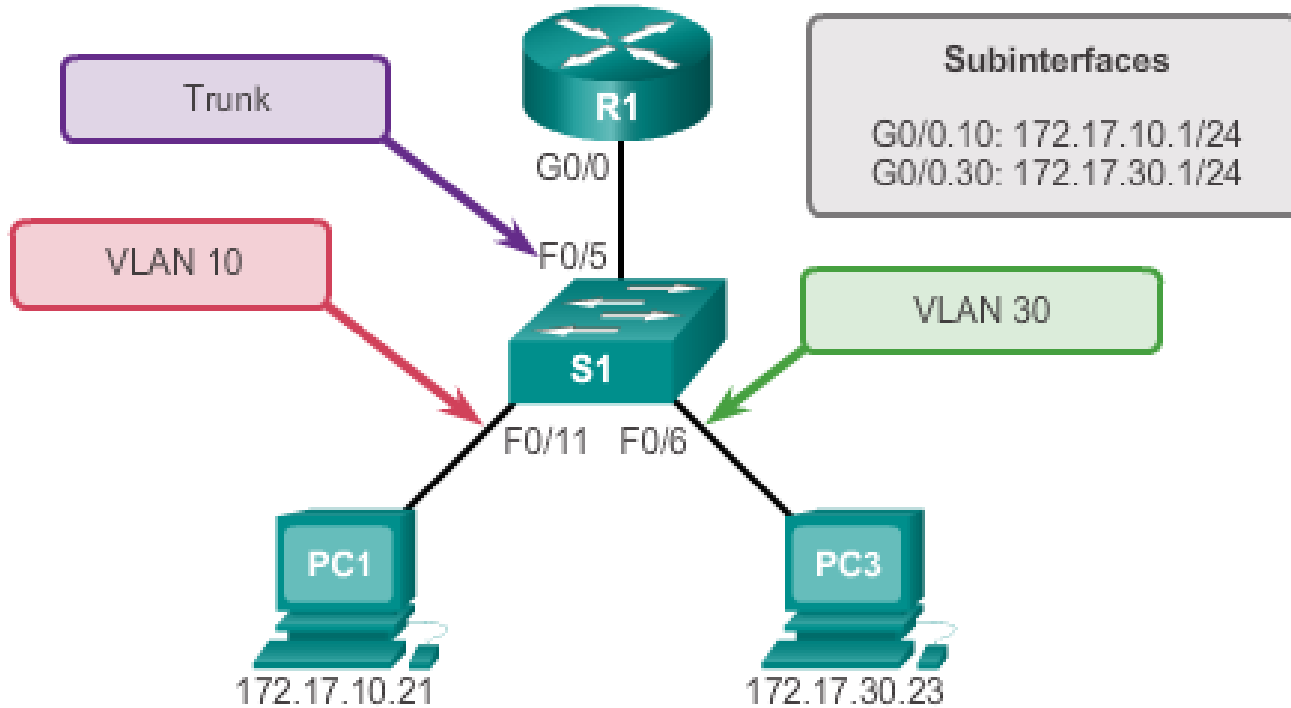 Trunk
R1
Subinterfaces
G0/0.10: 172.17.10.1/24
G0/0.30: 172.17.30.1/24
G0/0
VLAN 10
F0/5
VLAN 30
S1
F0/11
F0/6
PC1
PC3
172.17.10.21
172.17.30.23